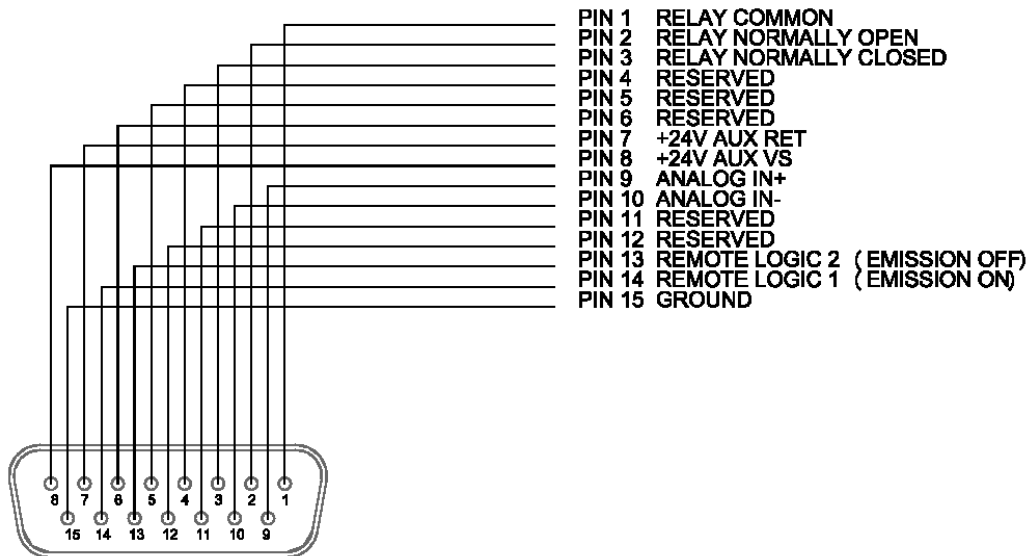 PIN 1 RELAY COMMON
PIN 2 RELAY NORMALLY OPEN
PIN 3 RELAY NORMALLY CLOSED
PIN 4 RESERVED
PIN 5 RESERVED
PIN 6 RESERVED
PIN 7 +24V AUX RET
PIN 8 +24V AUX VS
PIN 9 ANALOG IN+
PIN 10 ANALOG IN-
PIN 11 RESERVED
PIN 12 RESERVED
PIN 13 REMOTE LOGIC 2 ( EMISSION OFF)
PIN 14 REMOTE LOGIC 1 ( EMISSION ON)
PIN 15 GROUND
8 7 6 5 4 3 2 1
15 14 13 12 11 10 9